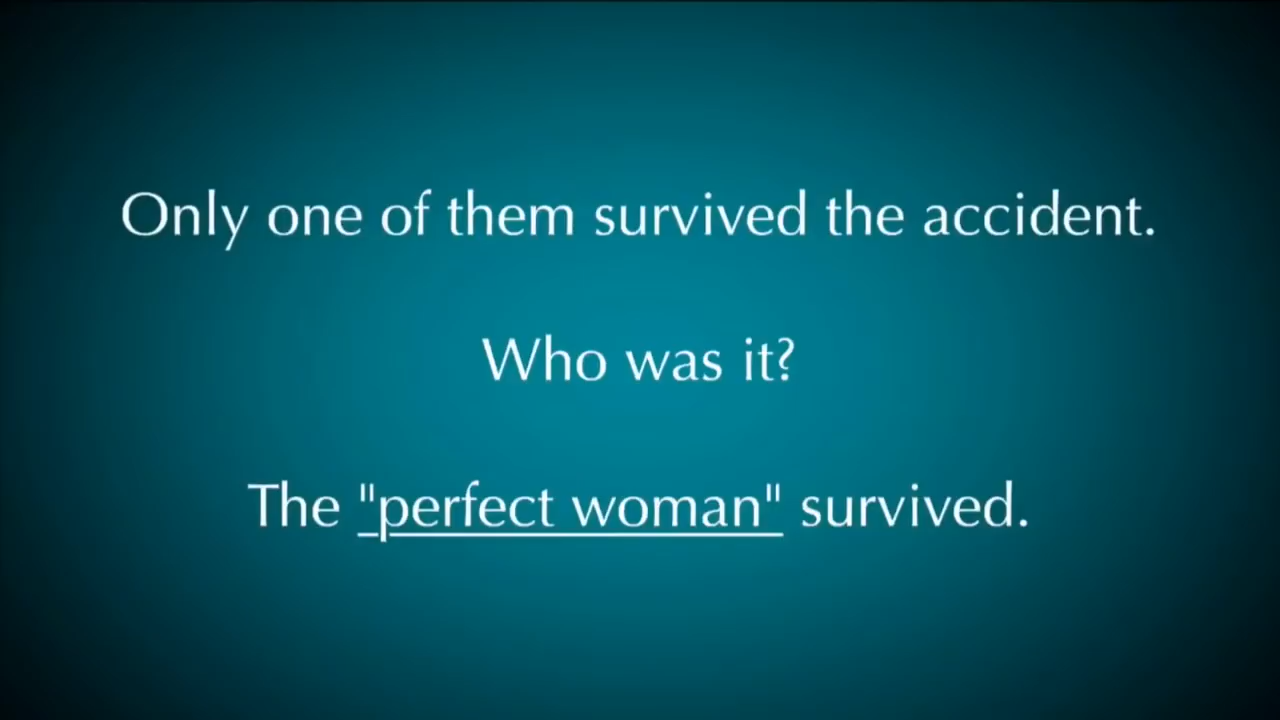 Only one of them survived the accident.
Who was it?
The "perfect woman" survived.